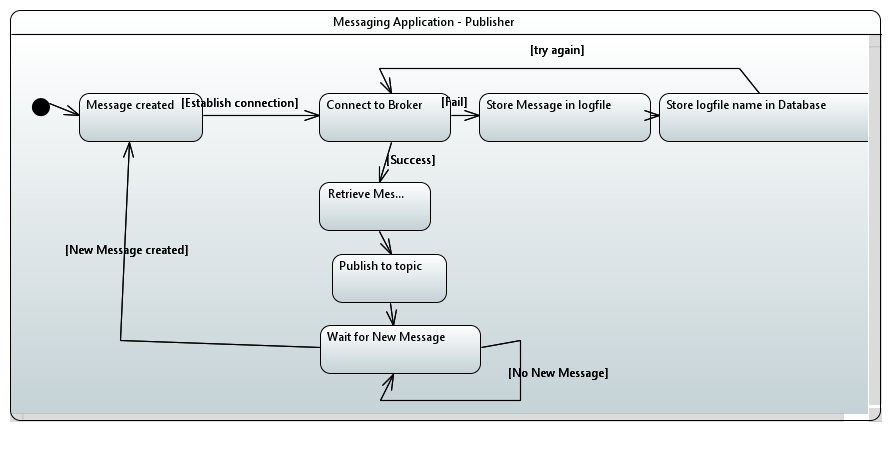 Messaging Application - Publisher
[try again]
Message created
[Establish connection]
Connect to Broker
[Fail]
Store Message in logfile
Store logfile name in Database
[Success]
Retrieve Mes...
[New Message created]
Publish to topic
Wait for New Message
[No New Message]